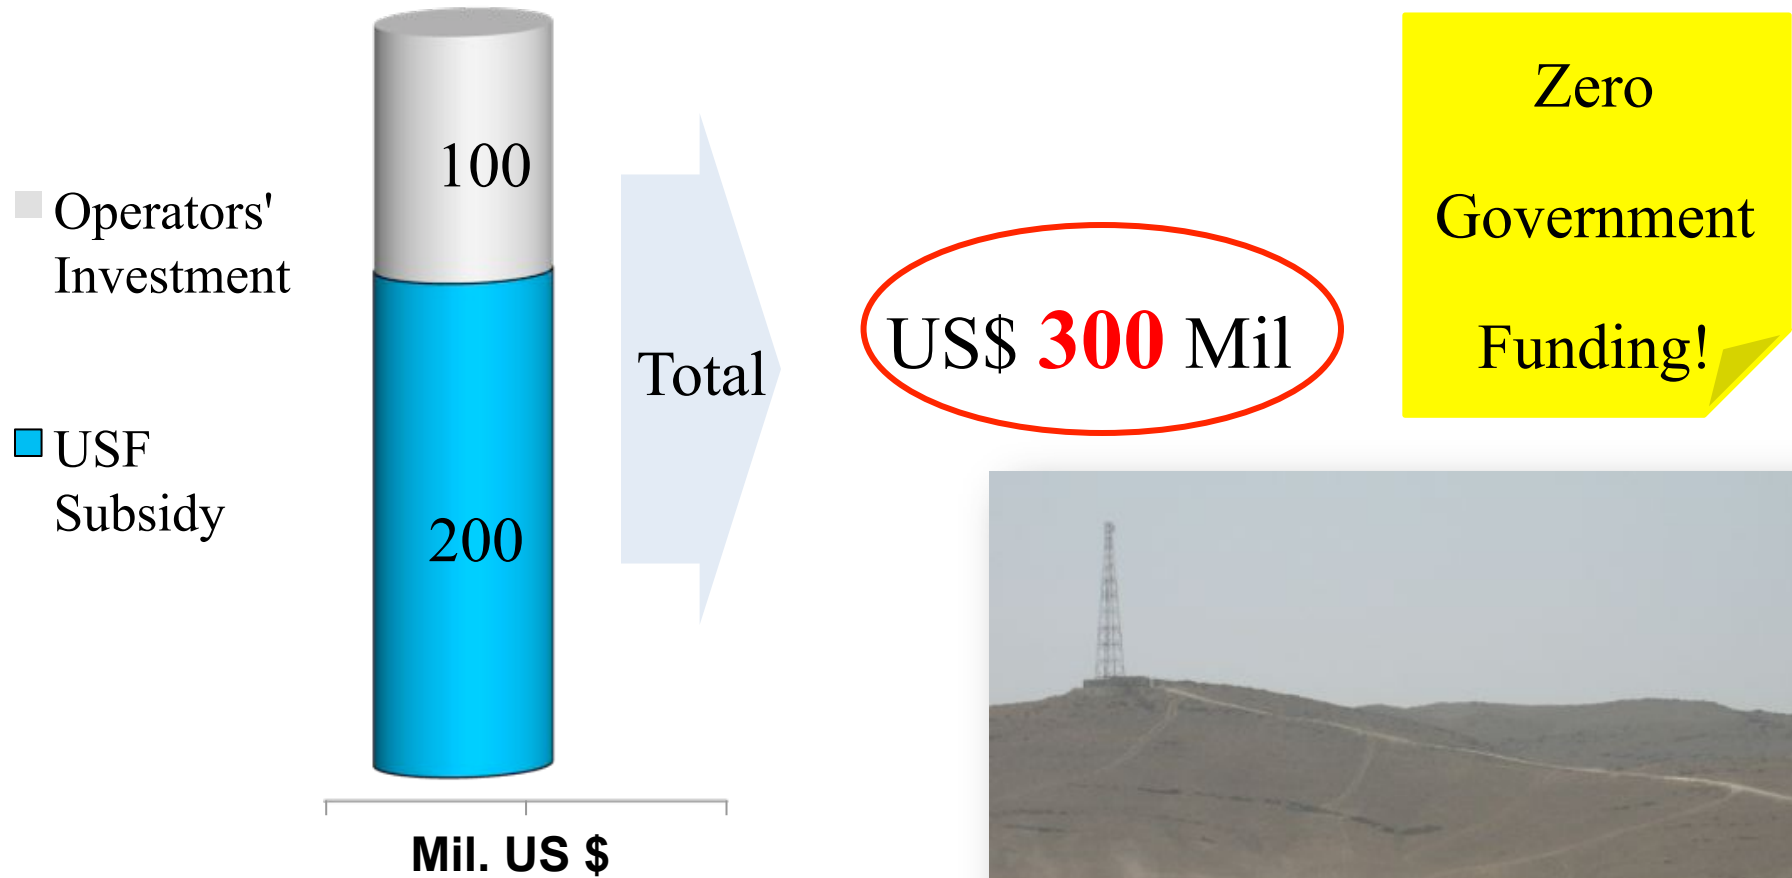 Operators'
Investment
USF
Subsidy
100
200
Mil. US $
Total
US$ 300 Mil
Zero
Government
Funding!